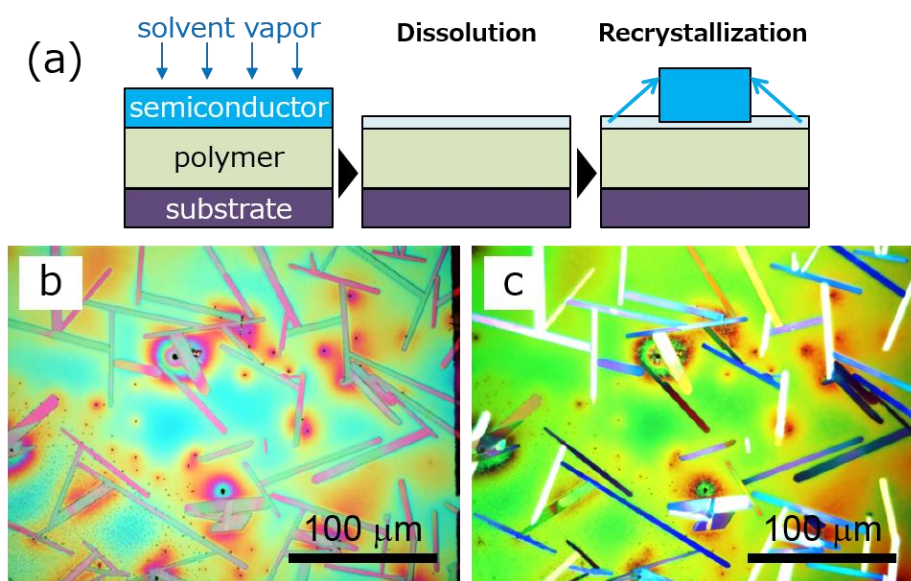 (a)
solvent vapor
Dissolution
Recrystallization
semiconductor
polymer
substrate
b
100 μm
c
100 μm